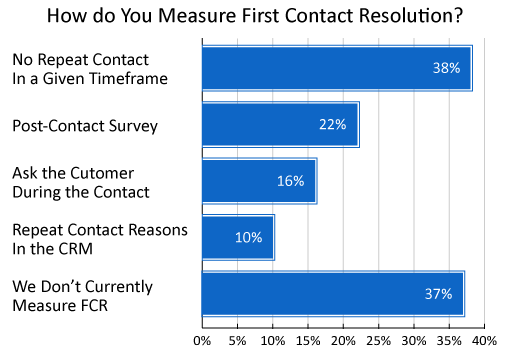 How do You Measure First Contact Resolution?
No Repeat Contact
In a Given Timeframe
38%
Post-Contact Survey
22%
Ask the Cutomer
During the Contact
16%
Repeat Contact Reasons
In the CRM
10%
We Don't Currently
Measure FCR
37%
0% 5% 10% 15% 20% 25% 30% 35% 40%